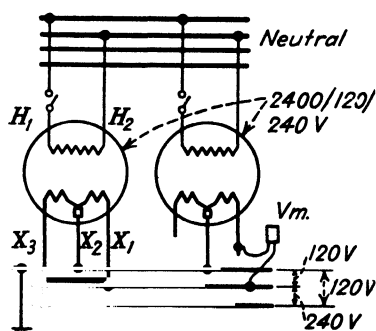 Neutral
H1 H2
2400/120/
240 V
Vm.
X3 X2 X1
120V
120V
240V